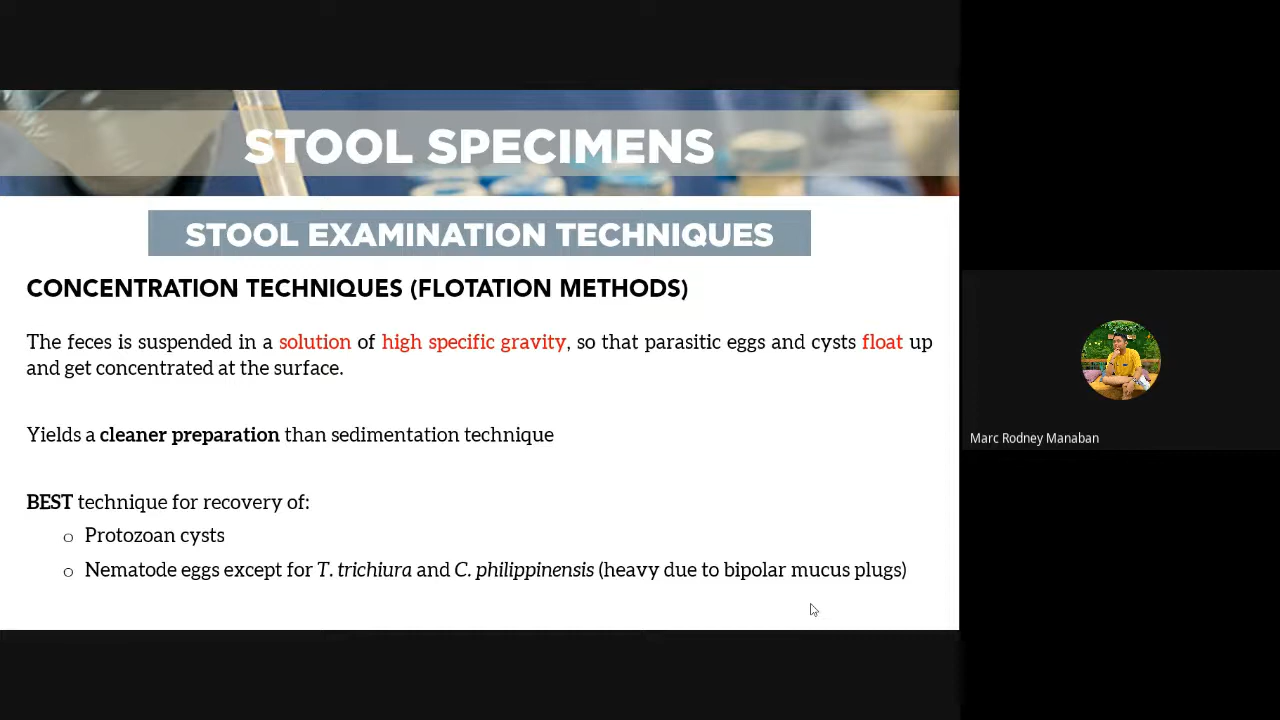 STOOL SPECIMENS
STOOL EXAMINATION TECHNIQUES
CONCENTRATION TECHNIQUES (FLOTATION METHODS)
The feces is suspended in a solution of high specific gravity, so that parasitic eggs and cysts float up
and get concentrated at the surface.
Yields a cleaner preparation than sedimentation technique
BEST technique for recovery of:
o Protozoan cysts
o Nematode eggs except for T. trichiura and C. philippinensis (heavy due to bipolar mucus plugs)
Marc Rodney Manaban